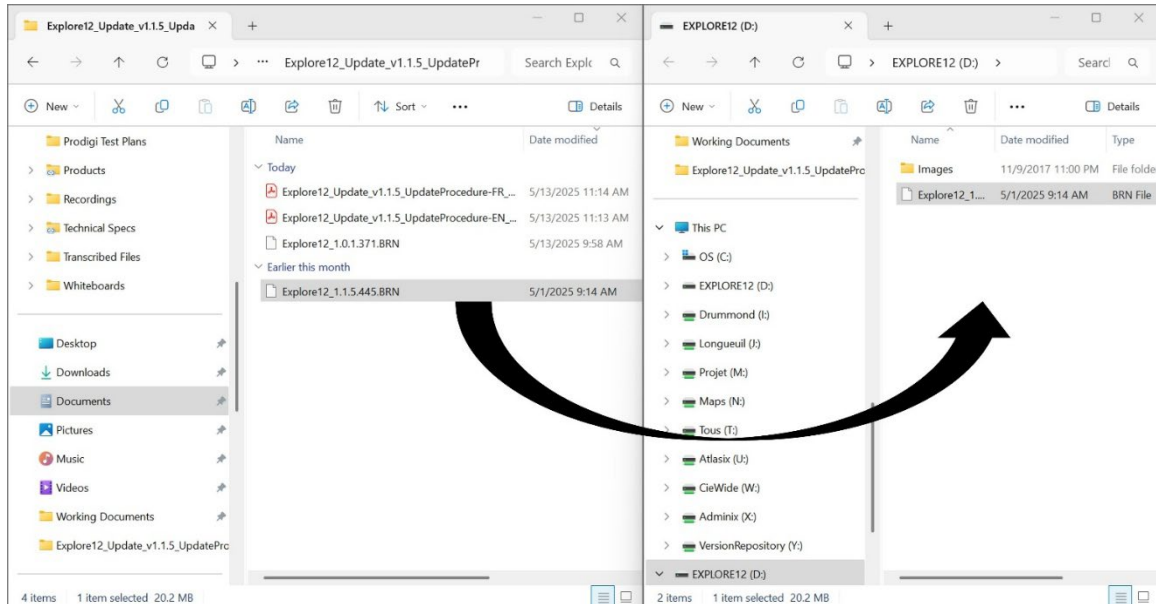 Explore12_Update_v1.1.5_Upda
Explore12_Update_v1.1.5_UpdatePr
Search Explc
New
Sort
Details
Prodigi Test Plans
Products
Recordings
Technical Specs
Transcribed Files
Whiteboards
Desktop
Downloads
Documents
Pictures
Music
Videos
Working Documents
Explore12_Update_v1.1.5_UpdatePro
Name Date modified
Today
Explore12_Update_v1.1.5_UpdateProcedure-FR_... 5/13/2025 11:14 AM
Explore12_Update_v1.1.5_UpdateProcedure-EN_... 5/13/2025 11:13 AM
Explore12_1.0.1.371.BRN 5/13/2025 9:58 AM
Earlier this month
Explore12_1.1.5.445.BRN 5/1/2025 9:14 AM
4 items 1 item selected 20.2 MB
EXPLORE12 (D:)
EXPLORE12 (D:)
Searcl
New
Details
Working Documents
Explore12_Update_v1.1.5_UpdatePro
This PC
OS (C:)
EXPLORE12 (D:)
Drummond (I:)
Longueuil (J:)
Projet (M:)
Maps (N:)
Tous (T:)
Atlasix (U:)
CieWide (W:)
Adminix (X:)
VersionRepository (Y:)
EXPLORE12 (D:)
Name Date modified Type
Images 11/9/2017 11:00 PM File folde
Explore12_1.... 5/1/2025 9:14 AM BRN File
2 items 1 item selected 20.2 MB